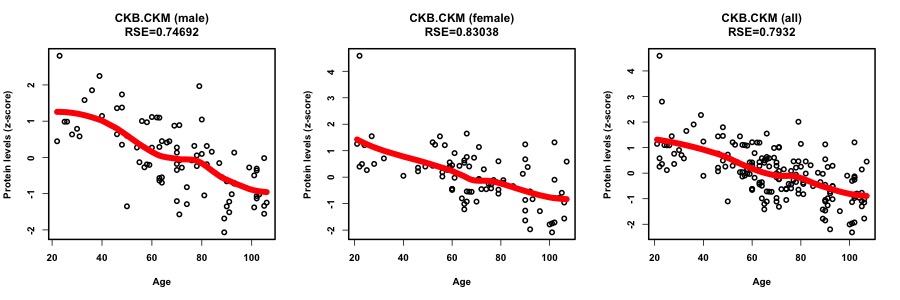 CKB.CKM (male)
RSE=0.74692
Protein levels (z-score)
2
1
0
-1
-2
20
40
60
80
100
Age
CKB.CKM (female)
RSE=0.83038
Protein levels (z-score)
4
3
2
1
0
-1
-2
20
40
60
80
100
Age
CKB.CKM (all)
RSE=0.7932
Protein levels (z-score)
4
3
2
1
0
-1
-2
20
40
60
80
100
Age